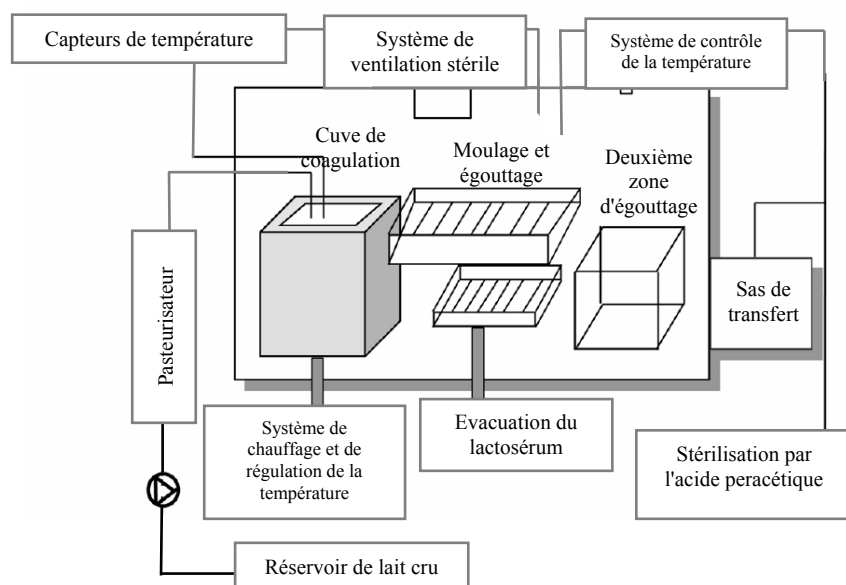 Capteurs de température
Système de
ventilation stérile
Système de contrôle
de la température
Cuve de
coagulation
Moulage et
égouttage
Deuxième
zone
d'égouttage
Pasteurisateur
Sas de
transfert
Système de
chauffage et de
régulation de la
température
Evacuation du
lactosérum
Stérilisation par
l'acide peracétique
Réservoir de lait cru